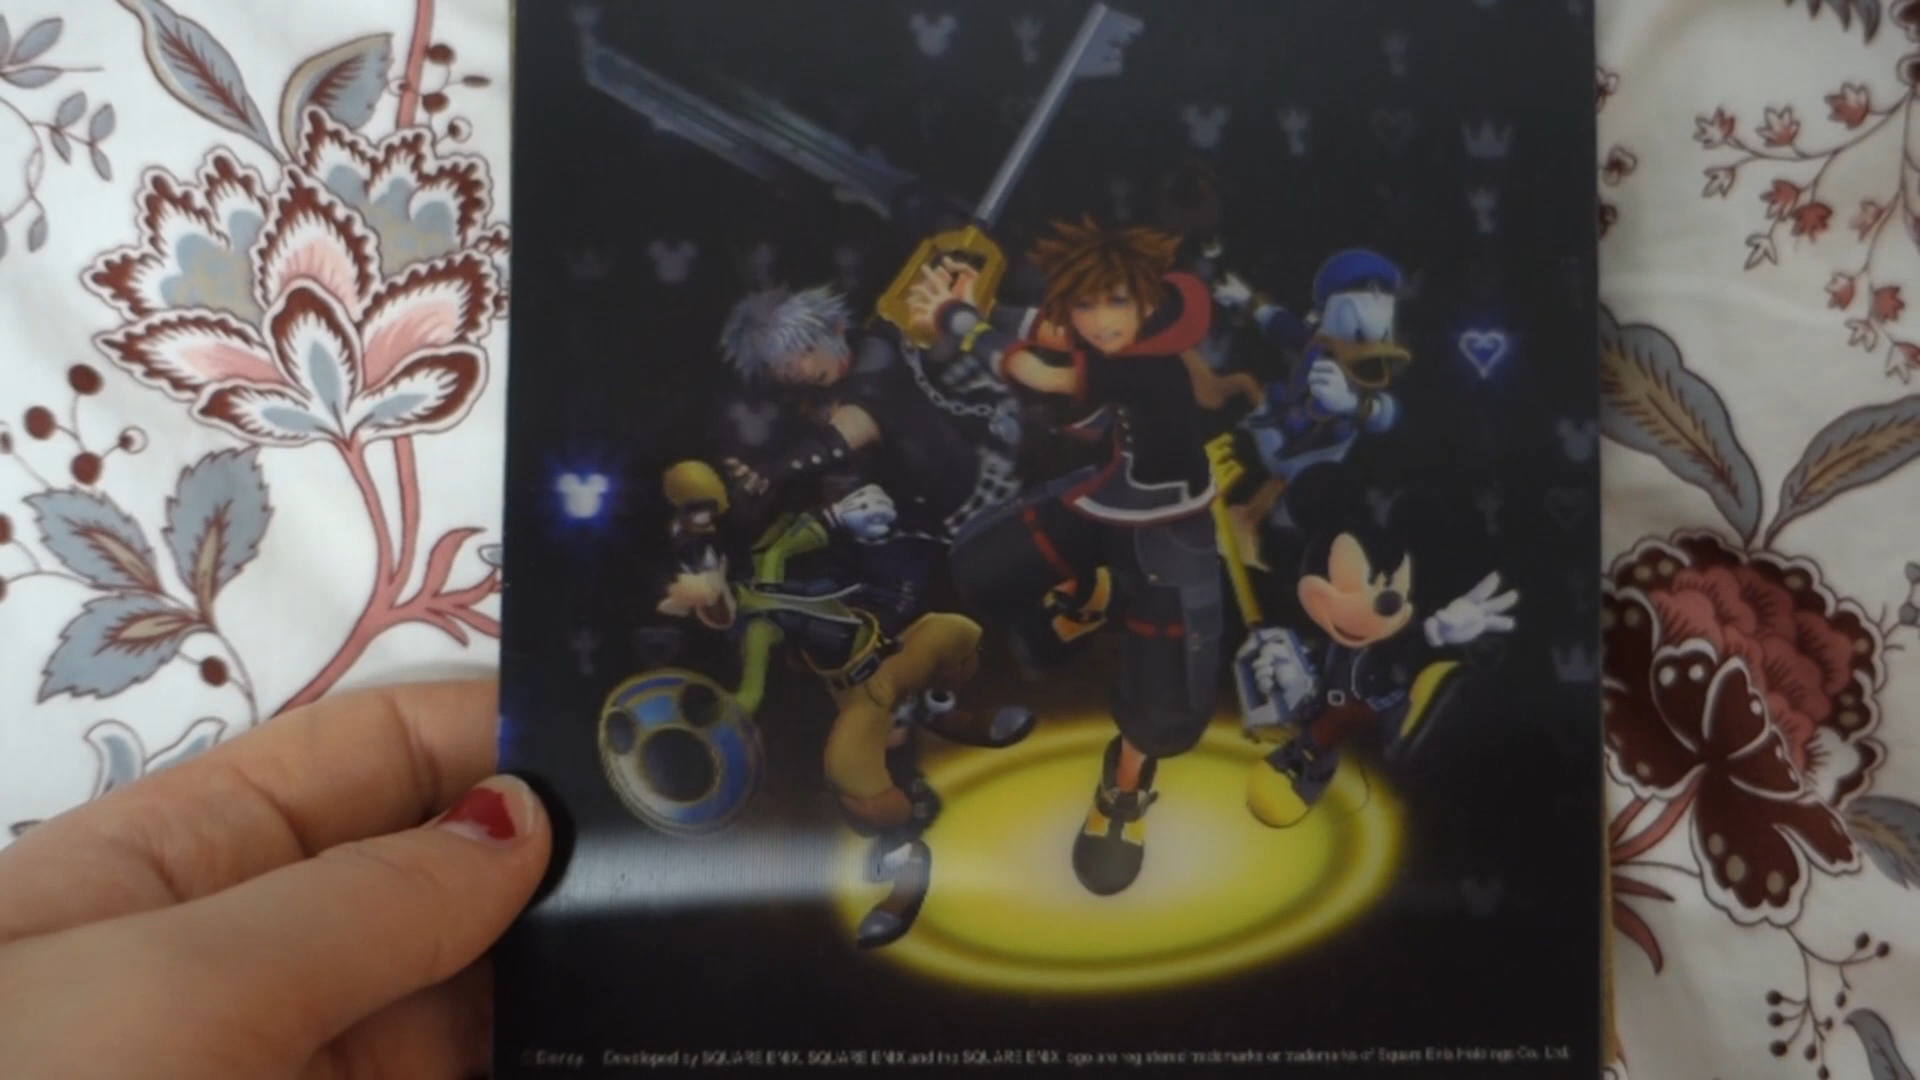 © Disney. Developed by SQUARE ENIX. SQUARE ENIX and the SQUARE ENIX logo are registered trademarks or trademarks of Square Enix Holdings Co. Ltd.